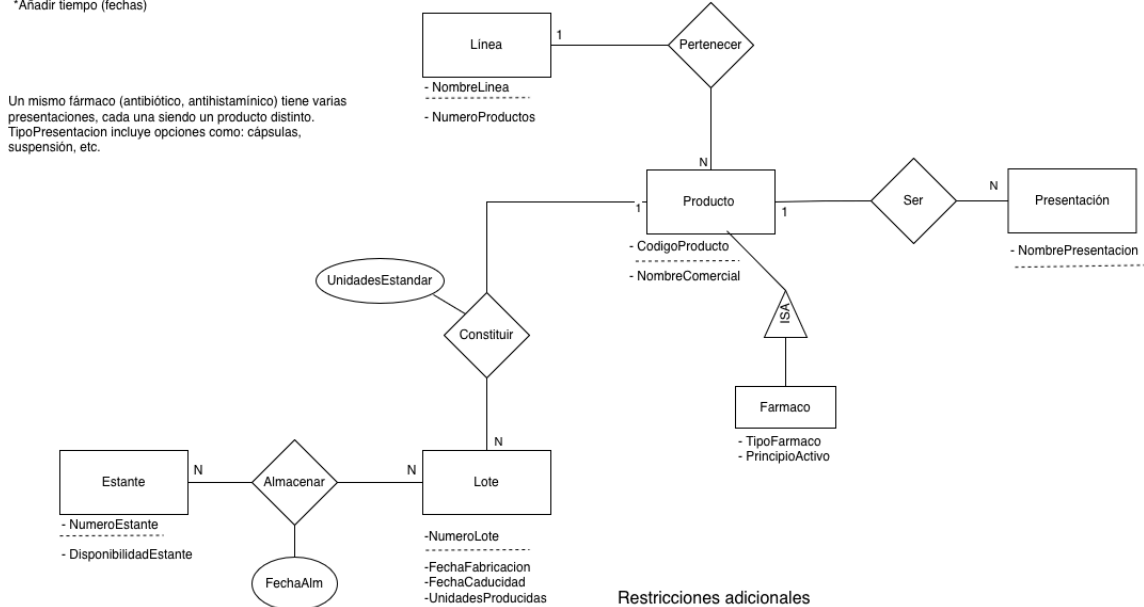 *Añadir tiempo (fechas)
Línea
1
Pertenecer
- NombreLinea
- NumeroProductos
Un mismo fármaco (antibiótico, antihistamínico) tiene varias
presentaciones, cada una siendo un producto distinto.
TipoPresentacion incluye opciones como: cápsulas,
suspensión, etc.
N
Producto
1
1
Ser
N
Presentación
- CodigoProducto
- NombreComercial
- NombrePresentacion
UnidadesEstandar
ISA
Constituir
Farmaco
- TipoFarmaco
- PrincipioActivo
N
Estante
N
Almacenar
N
Lote
- NumeroEstante
- DisponibilidadEstante
-NumeroLote
-FechaFabricacion
-FechaCaducidad
-UnidadesProducidas
FechaAlm
Restricciones adicionales